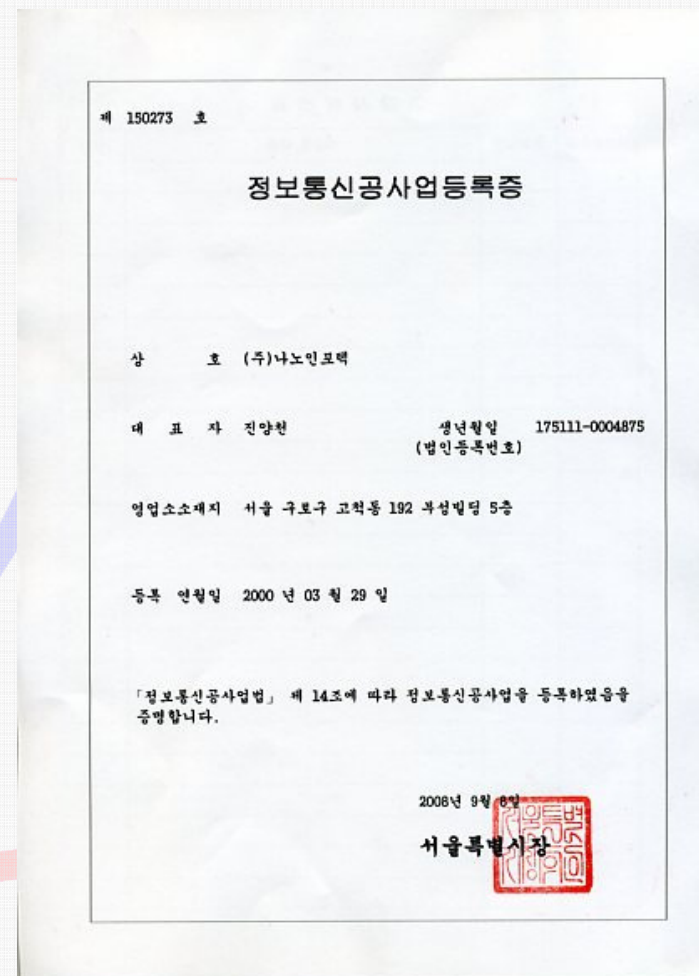 제 150273 호
정보통신공사업등록증
상 호 (주)나노인포텍
대 표 자 진양천 생년월일 175111-0004875
(법인등록번호)
영업소소재지 서울 구로구 고척동 192 부성빌딩 5층
등록 연월일 2000 년 03 월 29 일
「정보통신공사업법」 제 14조에 따라 정보통신공사업을 등록하였음을
증명합니다.
2008년 9월 8일
서울특별시장